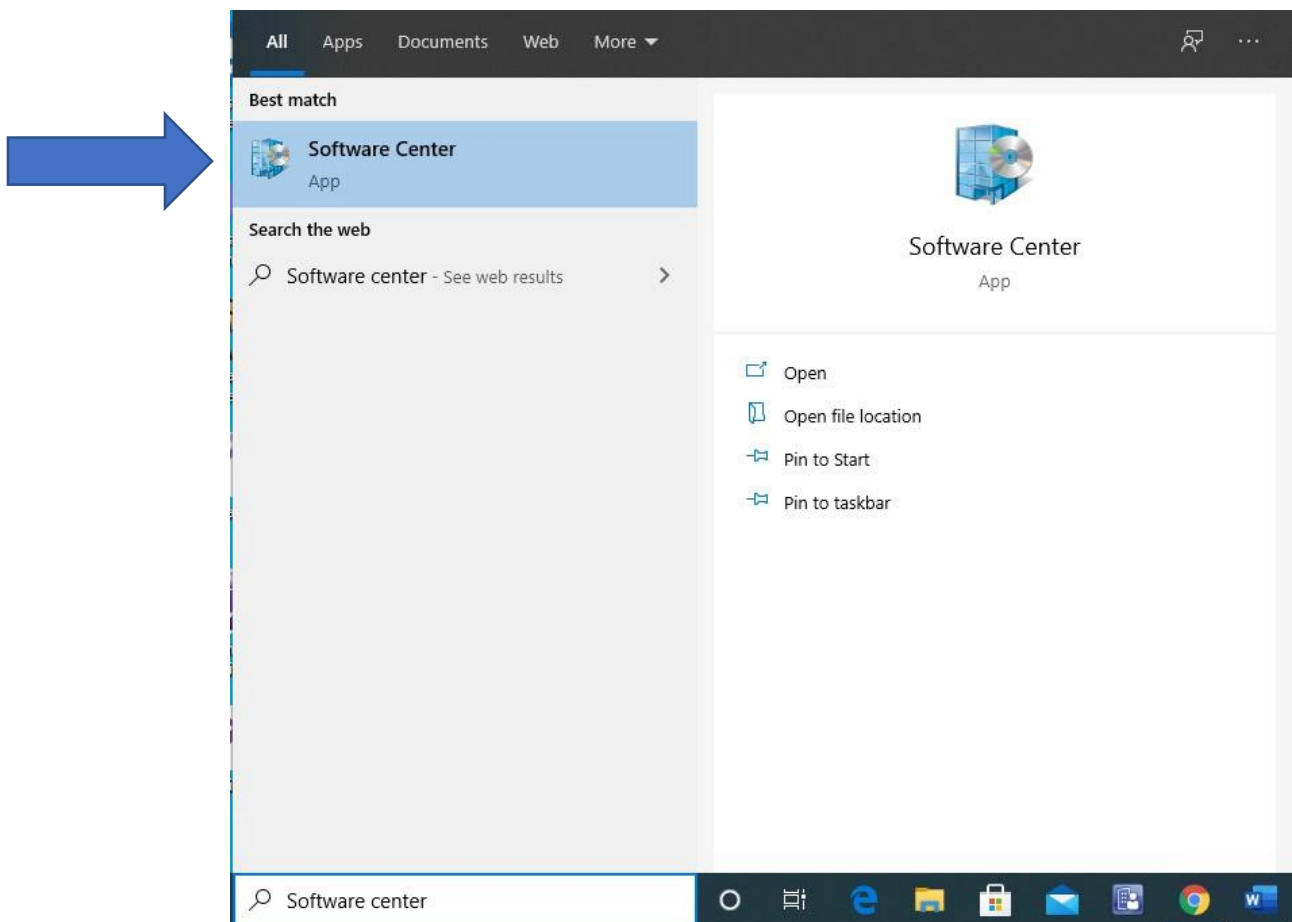 All Apps Documents Web More
Best match
Software Center
App
Search the web
Software center - See web results
Software Center
App
Open
Open file location
Pin to Start
Pin to taskbar
Software center